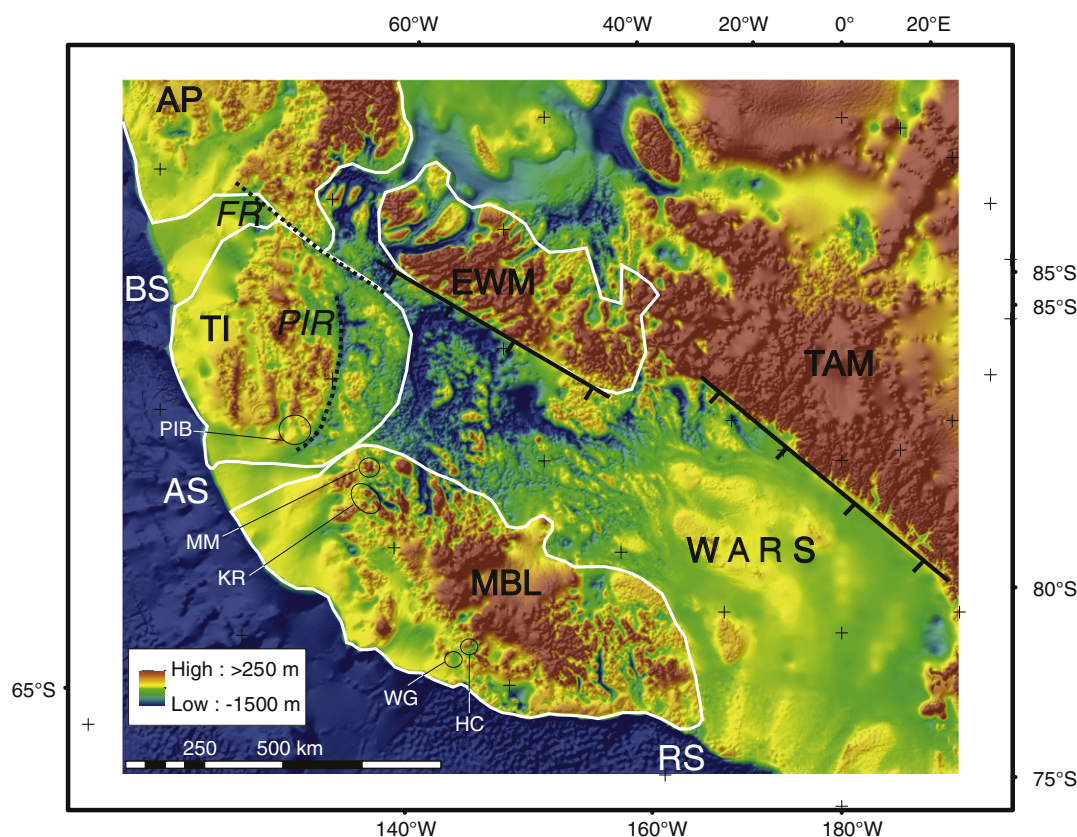 60°W 40°W 20°W 0° 20°E
AP
FR
EWM
85°S
BS
85°S
TI
PIR
TAM
PIB
AS
MM
WARS
KR
MBL
80°S
High : >250 m
Low : -1500 m
65°S
WG
HC
250 500 km
RS
75°S
140°W 160°W 180°W